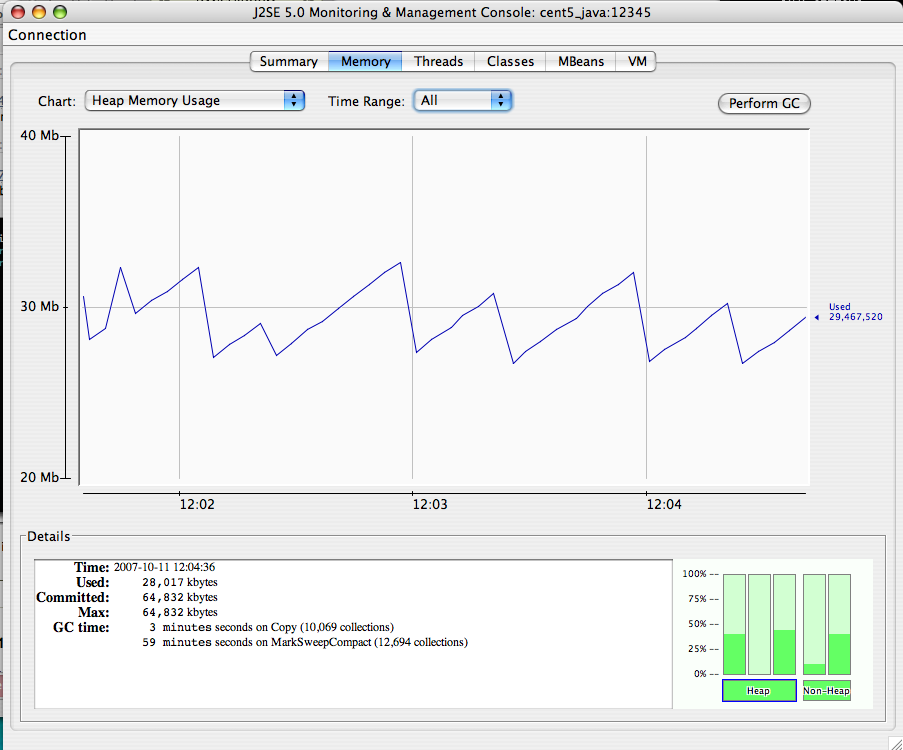 J2SE 5.0 Monitoring & Management Console: cent5_java:12345
Connection
Summary Memory Threads Classes MBeans VM
Chart: Heap Memory Usage Time Range: All Perform GC
40 Mb
30 Mb
Used
29,467,520
20 Mb
12:02 12:03 12:04
Details
Time: 2007-10-11 12:04:36
Used: 28,017 kbytes
Committed: 64,832 kbytes
Max: 64,832 kbytes
GC time: 3 minutes seconds on Copy (10,069 collections)
59 minutes seconds on MarkSweepCompact (12,694 collections)
100% --
75% --
50% --
25% --
0% --
Heap Non-Heap